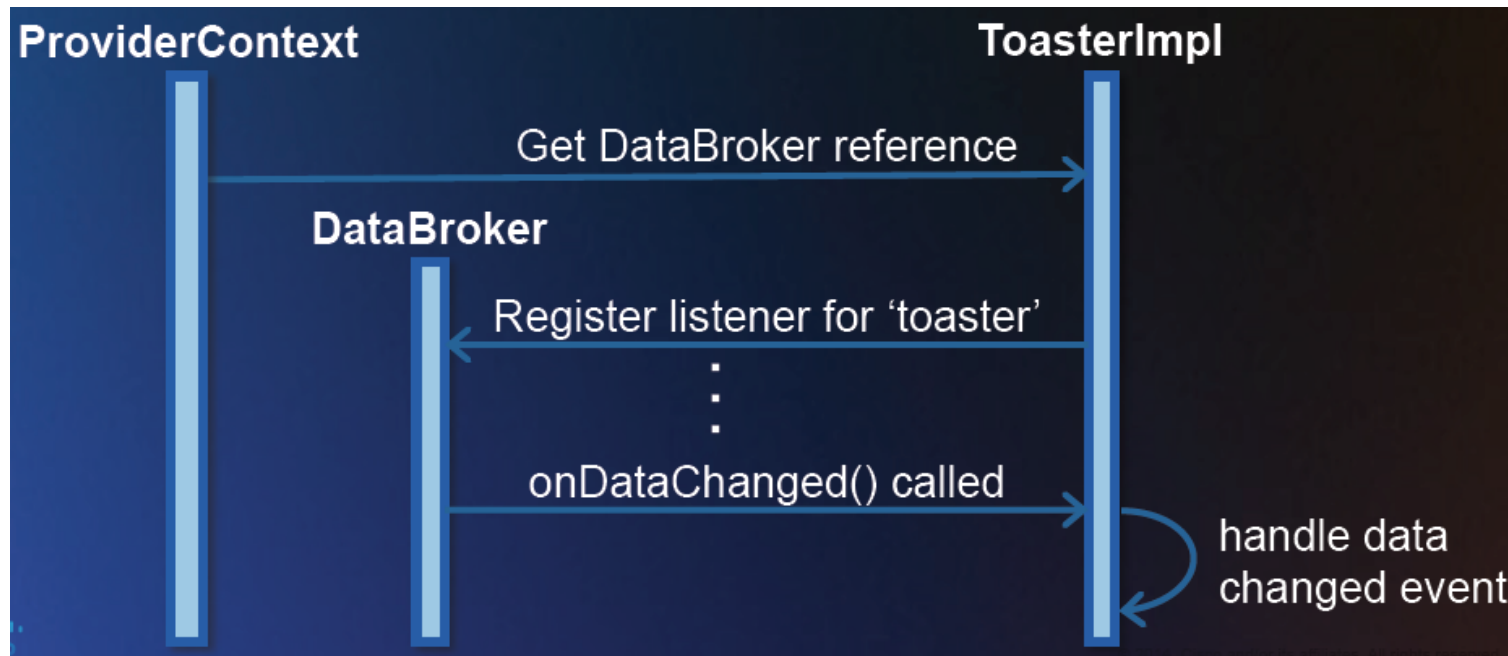 ProviderContext
ToasterImpl
Get DataBroker reference
DataBroker
Register listener for ‘toaster’
onDataChanged() called
handle data
changed event